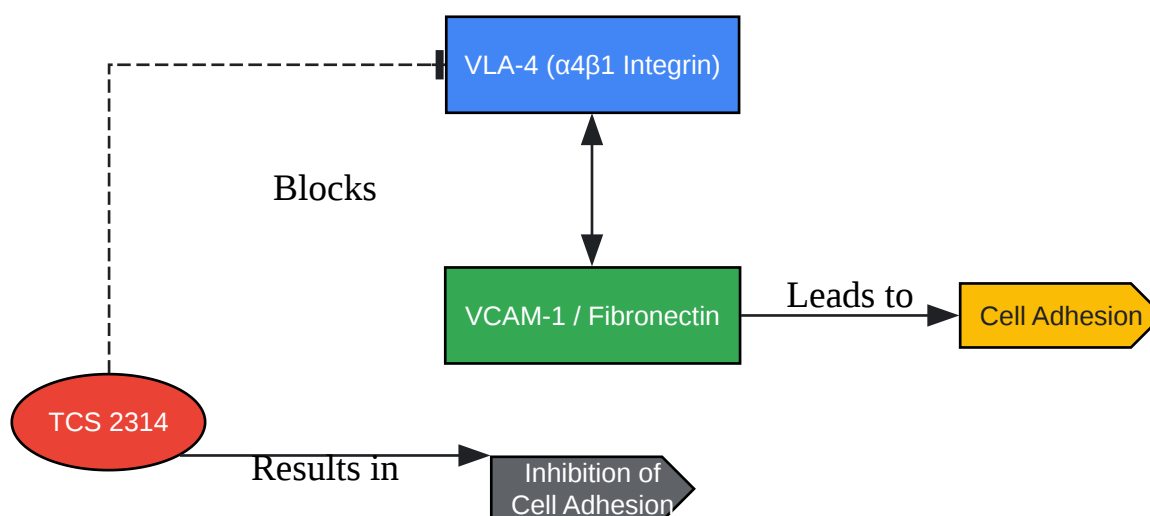 VLA-4 (α4β1 Integrin)
Blocks
VCAM-1 / Fibronectin
Leads to
Cell Adhesion
TCS 2314
Results in
Inhibition of
Cell Adhesion